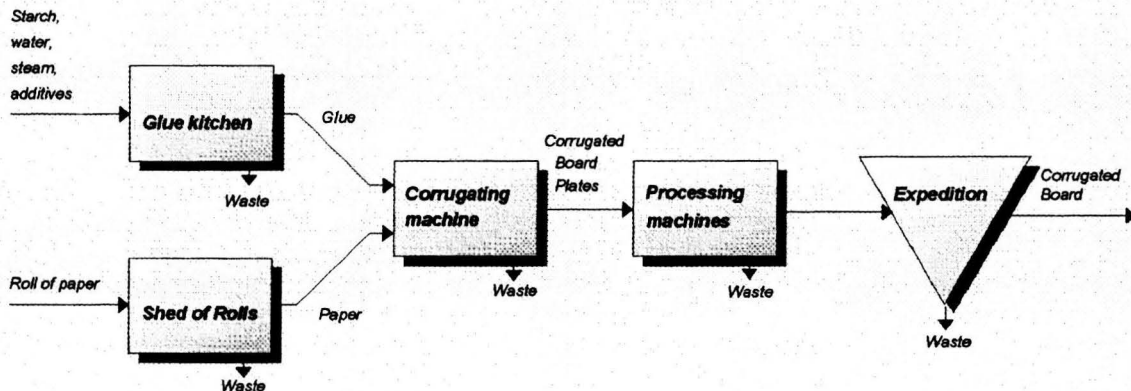 Starch,
water,
steam,
additives
Glue kitchen
Glue
Waste
Roll of paper
Shed of Rolls
Paper
Waste
Corrugating
machine
Waste
Corrugated
Board
Plates
Processing
machines
Waste
Expedition
Waste
Corrugated
Board